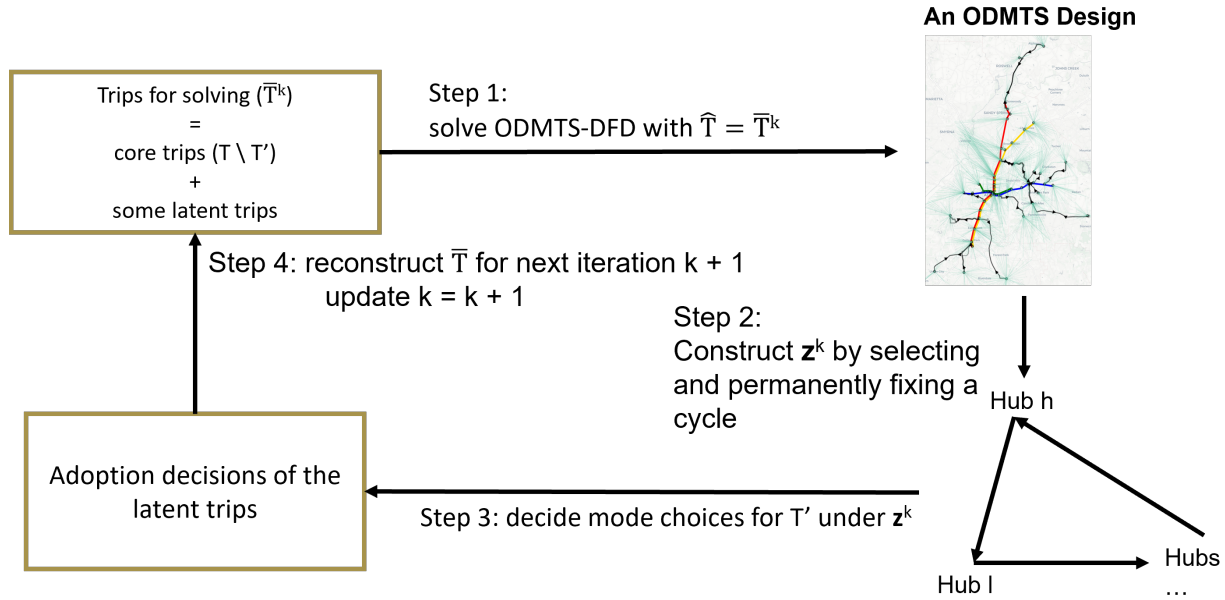 An ODMTS Design
Trips for solving (T̅ᵏ)
=
core trips (T \ T’)
+
some latent trips
Step 1:
solve ODMTS-DFD with T̂ = T̅ᵏ
Step 4: reconstruct T̅ for next iteration k + 1
update k = k + 1
Step 2:
Construct zᵏ by selecting
and permanently fixing a
cycle
Hub h
Adoption decisions of the
latent trips
Step 3: decide mode choices for T’ under zᵏ
Hubs
...
Hub l